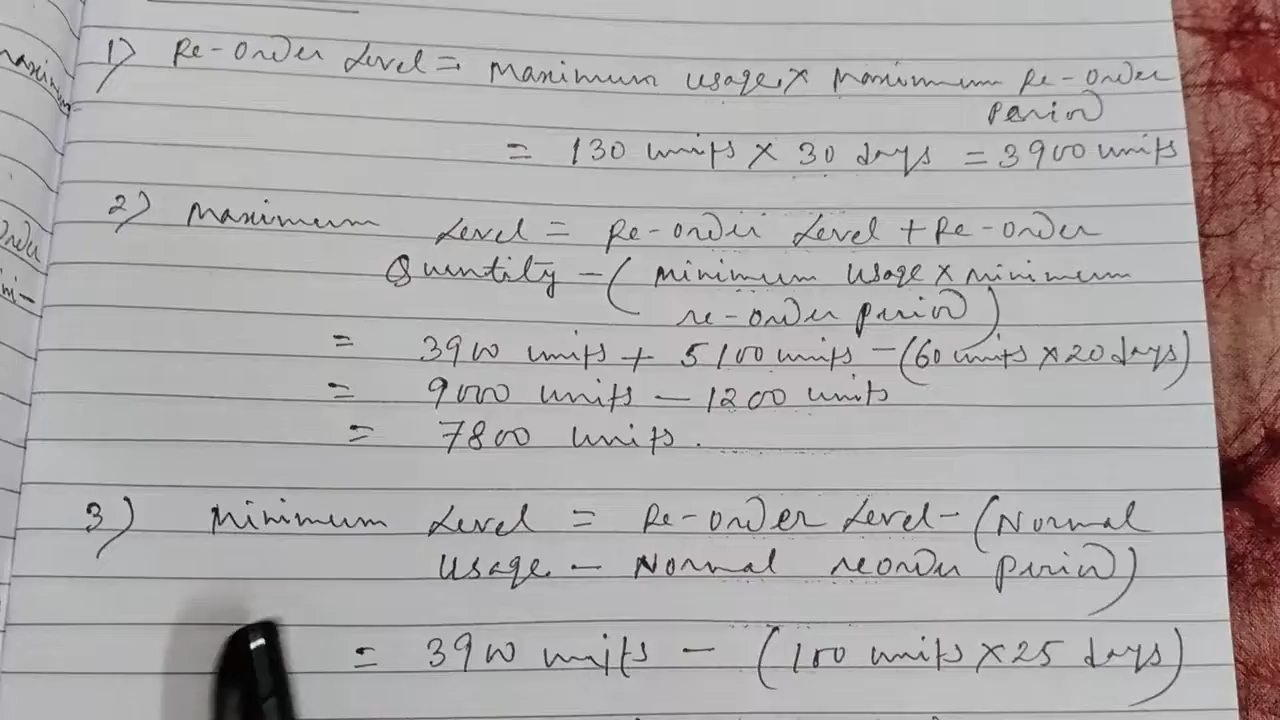 maxim
1) Re-order Level = Maximum usage × Maximum Re-order
Period
= 130 units × 30 days = 3900 units
2) Maximum Level = Re-order Level + Re-order
order
Quantity - ( minimum usage × minimum
ni-
re-order period )
= 3900 units + 5100 units - (60 units × 20 days)
= 9000 units - 1200 units
= 7800 units.
3) Minimum Level = Re-order Level - (Normal
usage - Normal reorder period)
= 3900 units - (100 units × 25 days)